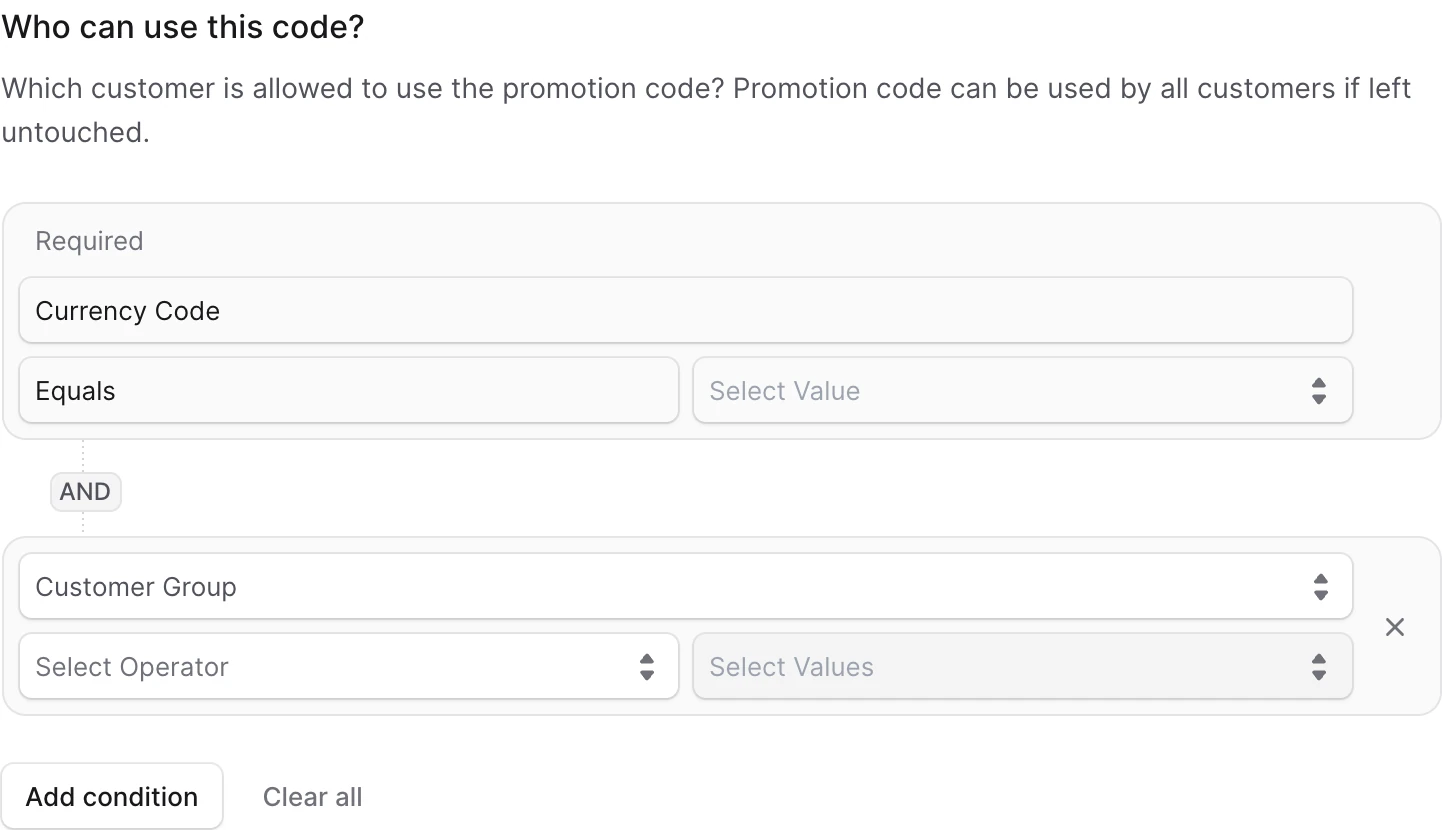 Who can use this code?
Which customer is allowed to use the promotion code? Promotion code can be used by all customers if left
untouched.
Required
Currency Code
Equals
Select Value
AND
Customer Group
Select Operator
Select Values
Add condition
Clear all